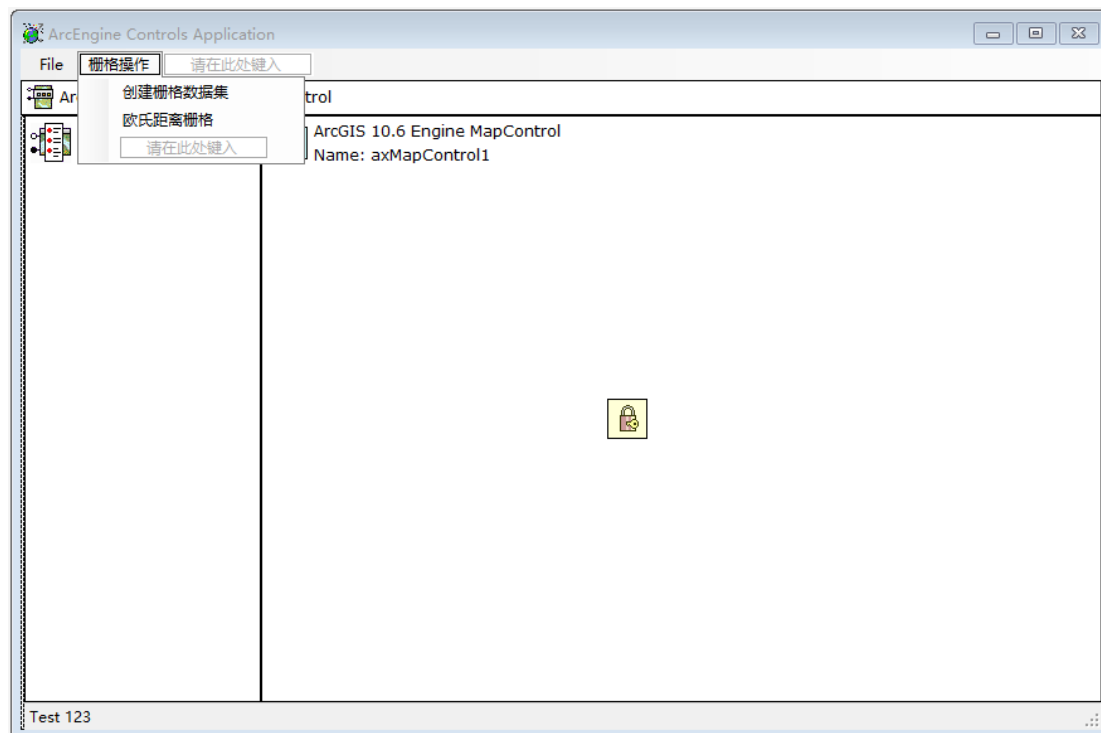 ArcEngine Controls Application
File 栅格操作 请在此处键入
Ar trol
创建栅格数据集
欧氏距离栅格
请在此处键入
ArcGIS 10.6 Engine MapControl
Name: axMapControl1
Test 123